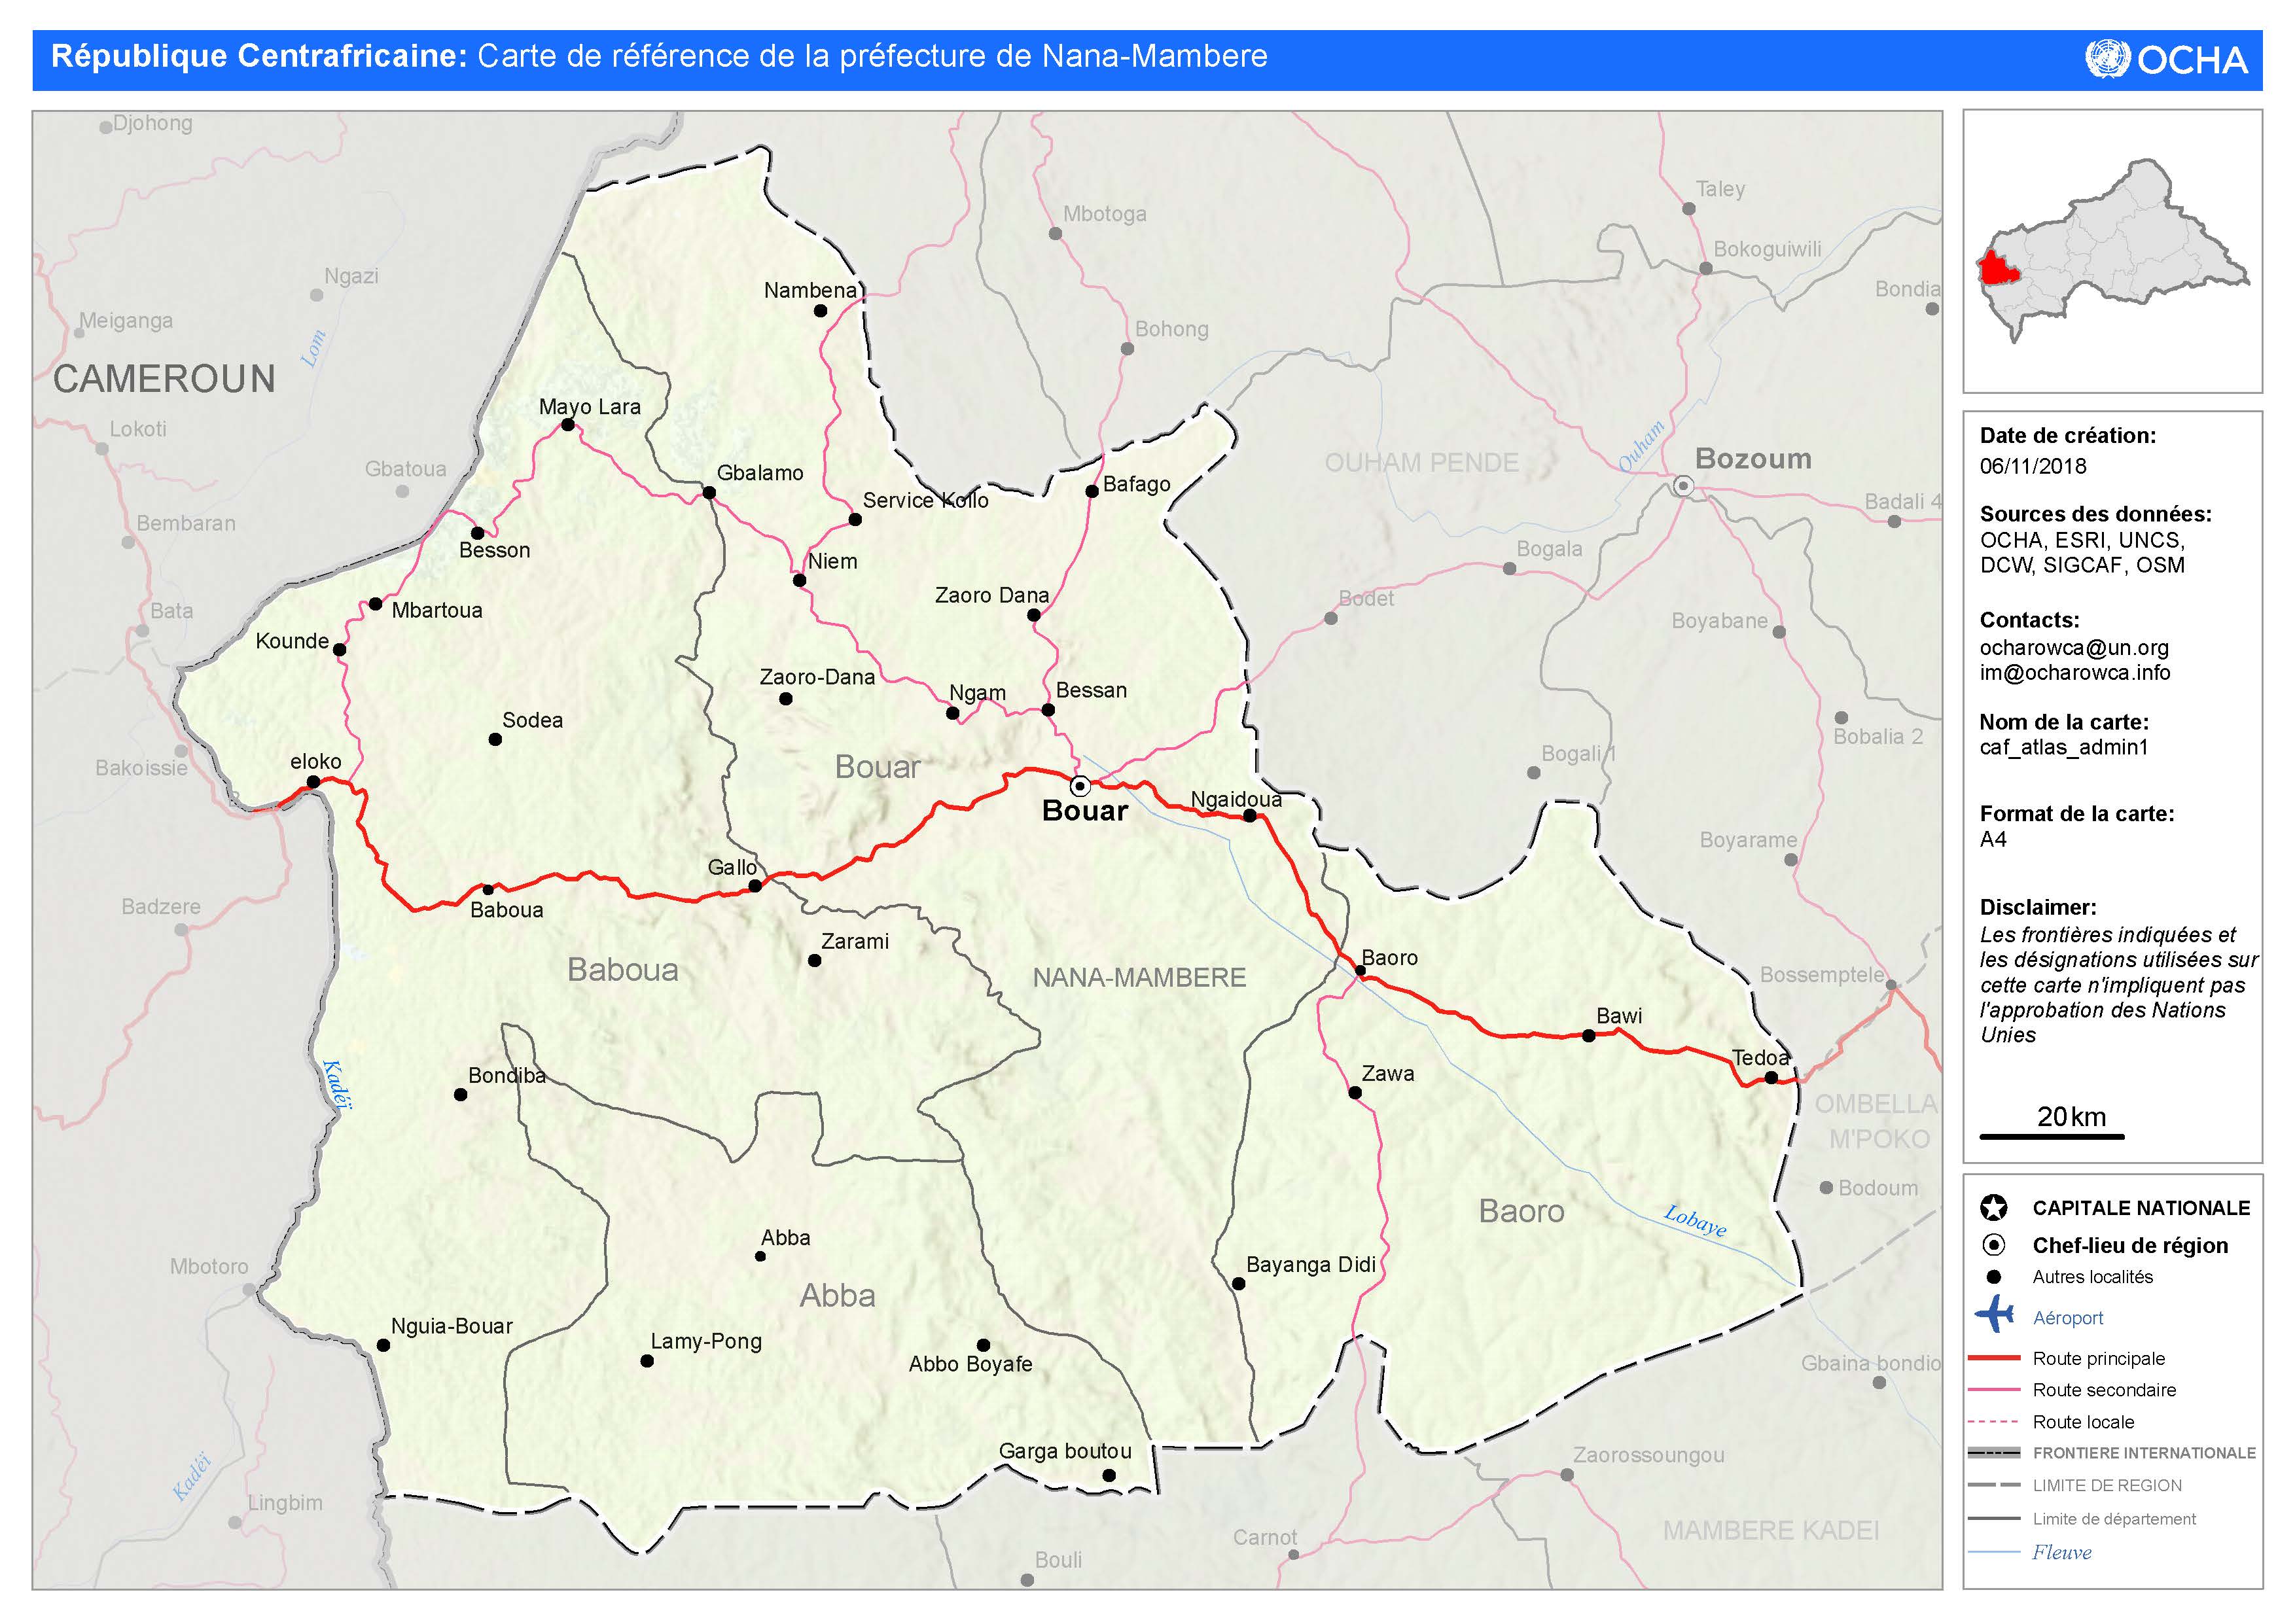 République Centrafricaine: Carte de référence de la préfecture de Nana-Mambere
OCHA
Djohong
Taley
Mbotoga
Bokoguiwili
Ngazi
Nambena
Bondia
Meiganga
Bohong
Lom
CAMEROUN
Mayo Lara
Lokoti
Ouham
Bozoum
OUHAM PENDE
Gbatoua
Gbalamo
Bafago
Service Kollo
Badali 4
Bembaran
Besson
Bogala
Niem
Zaoro Dana
Bodet
Bata
Mbartoua
Boyabane
Kounde
Zaoro-Dana
Ngam
Bessan
Sodea
Bobalia 2
Bogali 1
eloko
Bakoissie
Bouar
Ngaidoua
Bouar
Boyarame
Gallo
Badzere
Baboua
Zarami
Baoro
Baboua
NANA-MAMBERE
Bossemptele
Bawi
Tedoa
Kadéï
Bondiba
Zawa
OMBELLA
M'POKO
Bodoum
Baoro
Lobaye
Abba
Mbotoro
Bayanga Didi
Abba
Nguia-Bouar
Lamy-Pong
Abbo Boyafe
Gbaina bondio
Garga boutou
Zaorossoungou
Kadéï
Lingbim
MAMBERE KADEI
Carnot
Bouli
Date de création:
06/11/2018
Sources des données:
OCHA, ESRI, UNCS,
DCW, SIGCAF, OSM
Contacts:
ocharowca@un.org
im@ocharowca.info
Nom de la carte:
caf_atlas_admin1
Format de la carte:
A4
Disclaimer:
Les frontières indiquées et
les désignations utilisées sur
cette carte n'impliquent pas
l'approbation des Nations
Unies
20 km
CAPITALE NATIONALE
Chef-lieu de région
Autres localités
Aéroport
Route principale
Route secondaire
Route locale
FRONTIERE INTERNATIONALE
LIMITE DE REGION
Limite de département
Fleuve